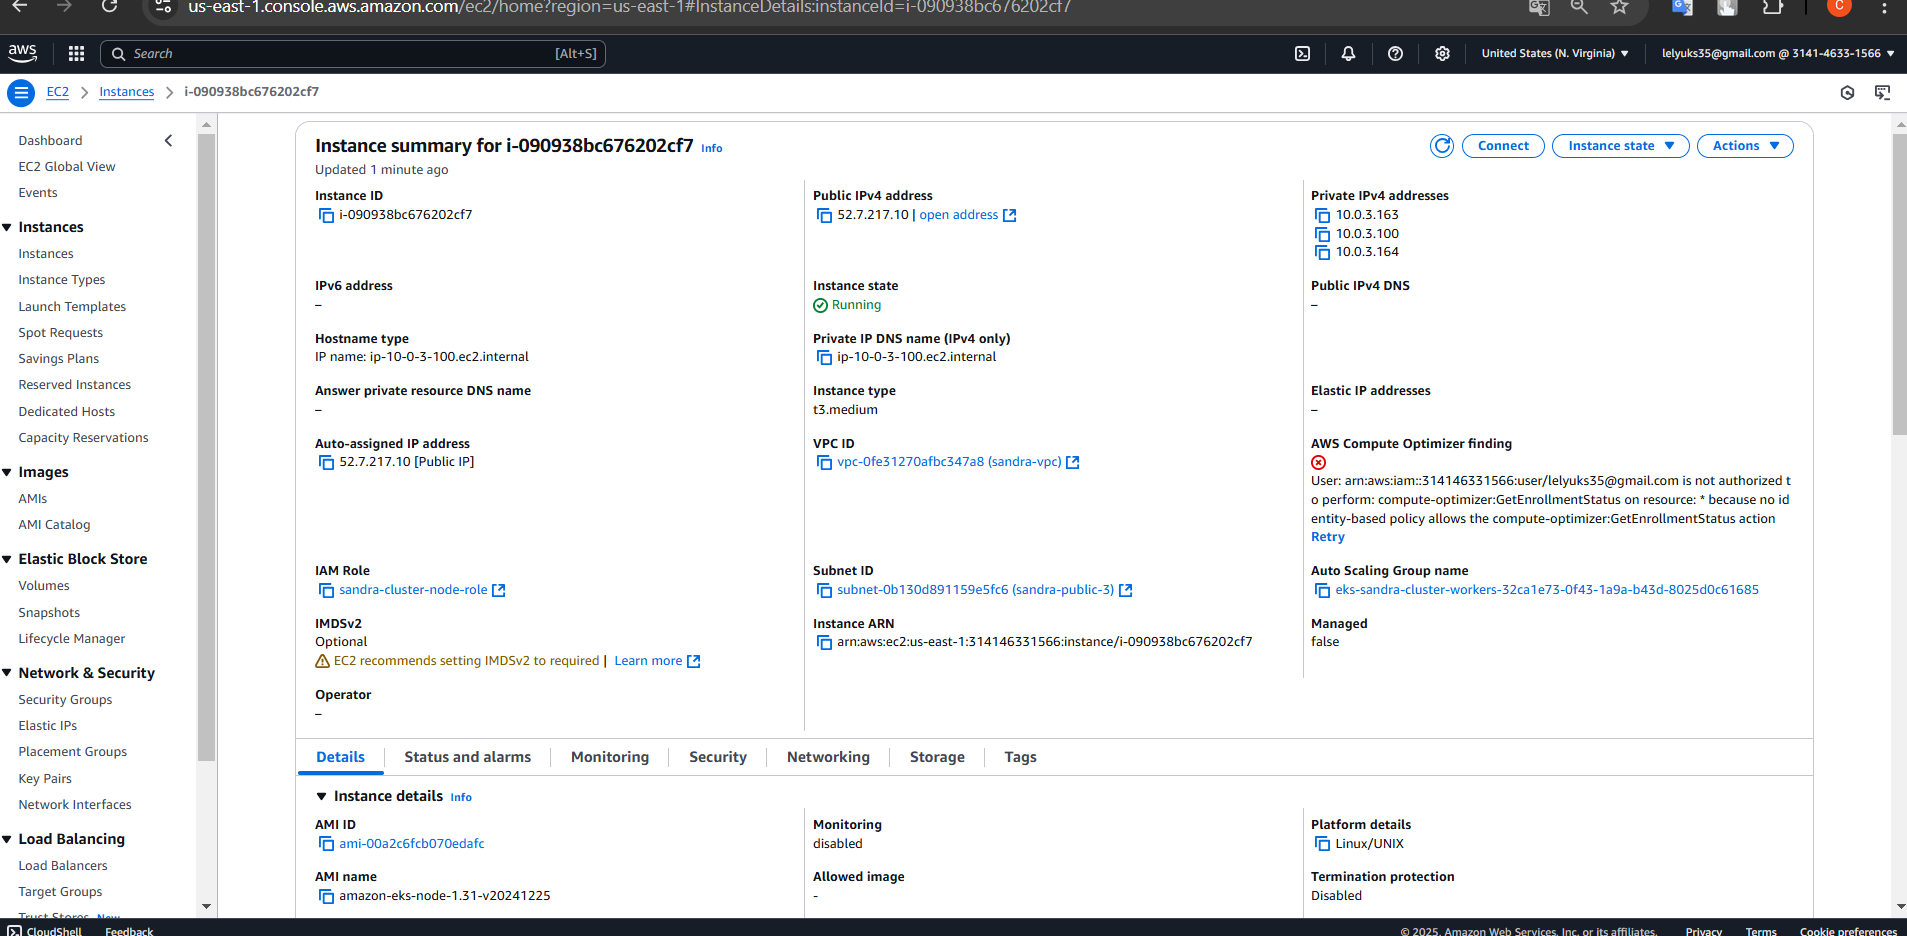 us-east-1.console.aws.amazon.com/ec2/home?region=us-east-1#InstanceDetails:instanceId=i-090938bc676202cf7
C
aws
Search
[Alt+S]
United States (N. Virginia)
lelyuks35@gmail.com @ 3141-4633-1566
EC2
Instances
i-090938bc676202cf7
Dashboard
EC2 Global View
Events
Instances
Instances
Instance Types
Launch Templates
Spot Requests
Savings Plans
Reserved Instances
Dedicated Hosts
Capacity Reservations
Images
AMIs
AMI Catalog
Elastic Block Store
Volumes
Snapshots
Lifecycle Manager
Network & Security
Security Groups
Elastic IPs
Placement Groups
Key Pairs
Network Interfaces
Load Balancing
Load Balancers
Target Groups
Trust Stores New
Instance summary for i-090938bc676202cf7 Info
Updated 1 minute ago
Connect
Instance state
Actions
Instance ID
i-090938bc676202cf7
Public IPv4 address
52.7.217.10 | open address
Private IPv4 addresses
10.0.3.163
10.0.3.100
10.0.3.164
IPv6 address
–
Instance state
Running
Public IPv4 DNS
–
Hostname type
IP name: ip-10-0-3-100.ec2.internal
Private IP DNS name (IPv4 only)
ip-10-0-3-100.ec2.internal
Answer private resource DNS name
–
Instance type
t3.medium
Elastic IP addresses
–
Auto-assigned IP address
52.7.217.10 [Public IP]
VPC ID
vpc-0fe31270afbc347a8 (sandra-vpc)
AWS Compute Optimizer finding
User: arn:aws:iam::314146331566:user/lelyuks35@gmail.com is not authorized t
o perform: compute-optimizer:GetEnrollmentStatus on resource: * because no id
entity-based policy allows the compute-optimizer:GetEnrollmentStatus action
Retry
IAM Role
sandra-cluster-node-role
Subnet ID
subnet-0b130d891159e5fc6 (sandra-public-3)
Auto Scaling Group name
eks-sandra-cluster-workers-32ca1e73-0f43-1a9a-b43d-8025d0c61685
IMDSv2
Optional
EC2 recommends setting IMDSv2 to required | Learn more
Instance ARN
arn:aws:ec2:us-east-1:314146331566:instance/i-090938bc676202cf7
Managed
false
Operator
–
Details
Status and alarms
Monitoring
Security
Networking
Storage
Tags
Instance details Info
AMI ID
ami-00a2c6fcb070edafc
Monitoring
disabled
Platform details
Linux/UNIX
AMI name
amazon-eks-node-1.31-v20241225
Allowed image
-
Termination protection
Disabled
CloudShell
Feedback
© 2025, Amazon Web Services, Inc. or its affiliates.
Privacy
Terms
Cookie preferences